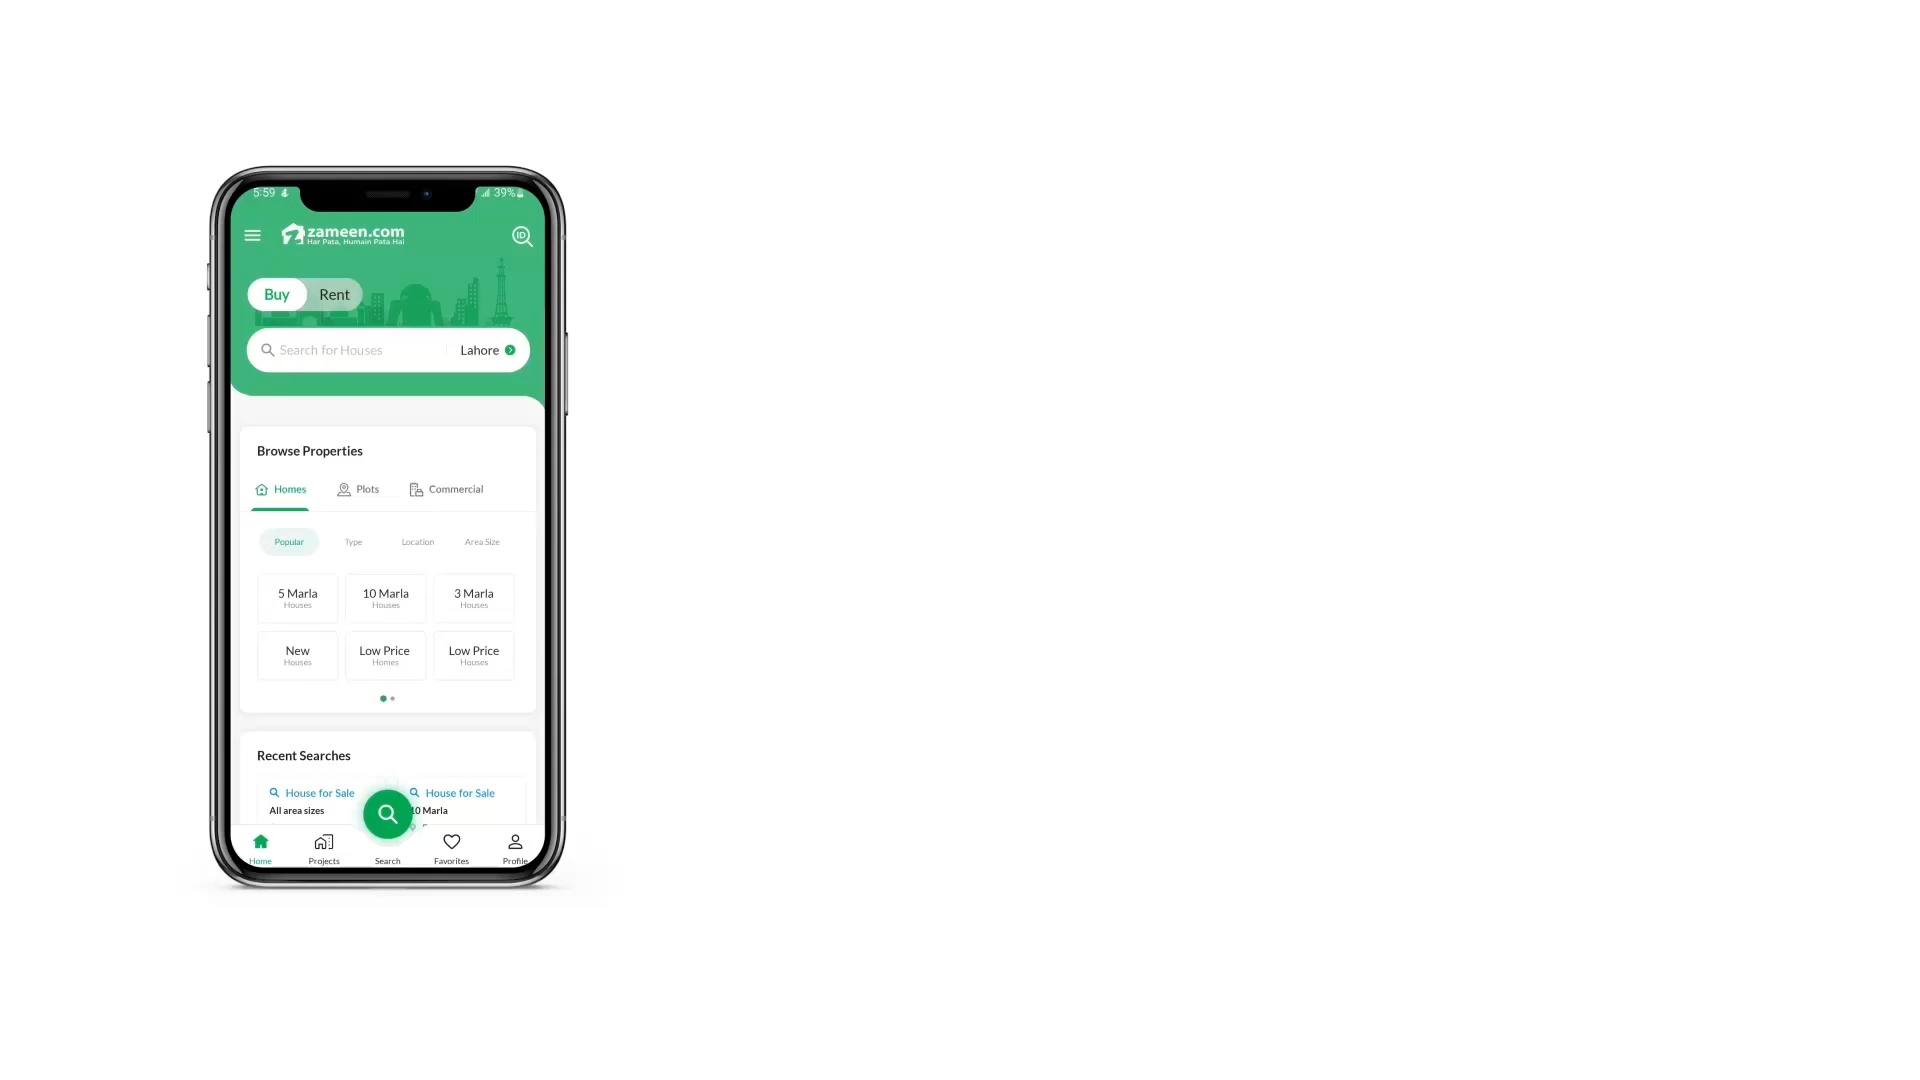 5:59
39%
zameen.com
Har Pata, Humain Pata Hai
ID
Buy
Rent
Search for Houses
Lahore
Browse Properties
Homes
Plots
Commercial
Popular
Type
Location
Area Size
5 Marla
Houses
10 Marla
Houses
3 Marla
Houses
New
Houses
Low Price
Homes
Low Price
Houses
Recent Searches
House for Sale
All area sizes
House for Sale
10 Marla
Home
Projects
Search
Favorites
Profile